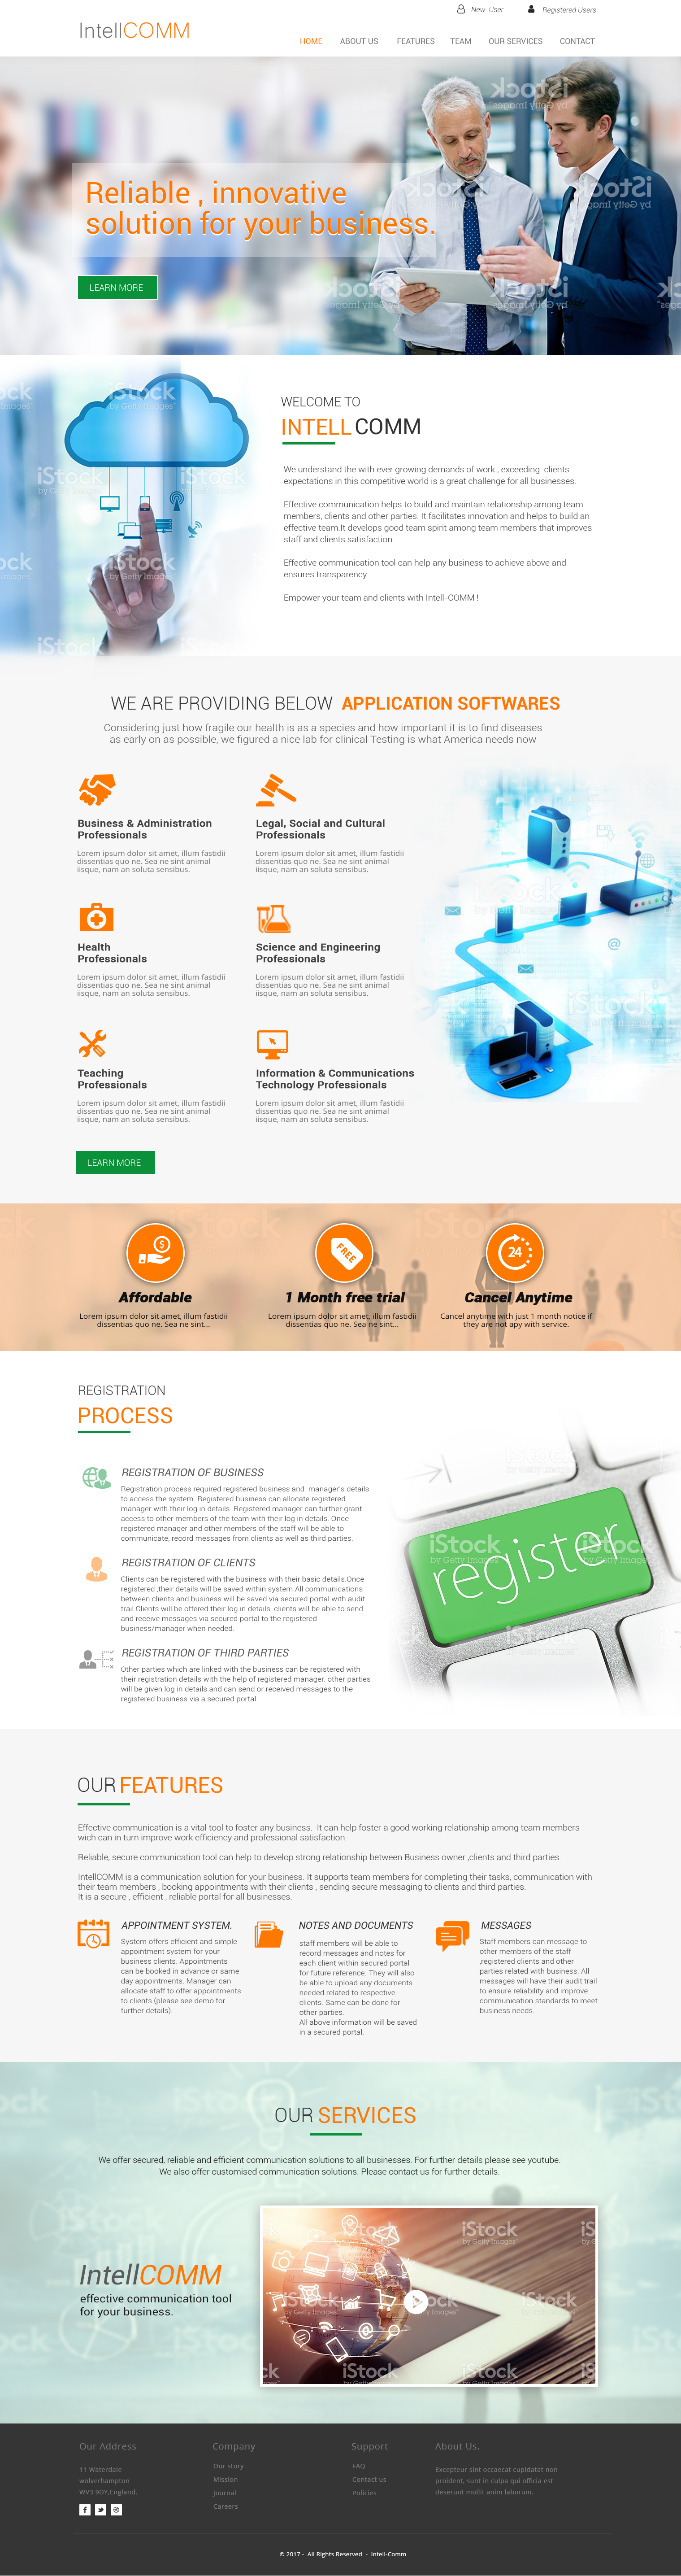 New User
Registered Users
IntellCOMM
HOME ABOUT US FEATURES TEAM OUR SERVICES CONTACT
Reliable , innovative
solution for your business.
LEARN MORE
WELCOME TO
INTELL COMM
We understand the with ever growing demands of work , exceeding clients
expectations in this competitive world is a great challenge for all businesses.
Effective communication helps to build and maintain relationship among team
members, clients and other parties. It facilitates innovation and helps to build an
effective team.It develops good team spirit among team members that improves
staff and clients satisfaction.
Effective communication tool can help any business to achieve above and
ensures transparency.
Empower your team and clients with Intell-COMM !
iStock
by Getty Images
WE ARE PROVIDING BELOW APPLICATION SOFTWARES
Considering just how fragile our health is as a species and how important it is to find diseases
as early on as possible, we figured a nice lab for clinical Testing is what America needs now
Business & Administration
Professionals
Lorem ipsum dolor sit amet, illum fastidii
dissentias quo ne. Sea ne sint animal
iisque, nam an soluta sensibus.
Legal, Social and Cultural
Professionals
Lorem ipsum dolor sit amet, illum fastidii
dissentias quo ne. Sea ne sint animal
iisque, nam an soluta sensibus.
Health
Professionals
Lorem ipsum dolor sit amet, illum fastidii
dissentias quo ne. Sea ne sint animal
iisque, nam an soluta sensibus.
Science and Engineering
Professionals
Lorem ipsum dolor sit amet, illum fastidii
dissentias quo ne. Sea ne sint animal
iisque, nam an soluta sensibus.
Teaching
Professionals
Lorem ipsum dolor sit amet, illum fastidii
dissentias quo ne. Sea ne sint animal
iisque, nam an soluta sensibus.
Information & Communications
Technology Professionals
Lorem ipsum dolor sit amet, illum fastidii
dissentias quo ne. Sea ne sint animal
iisque, nam an soluta sensibus.
LEARN MORE
Affordable
Lorem ipsum dolor sit amet, illum fastidii
dissentias quo ne. Sea ne sint...
FREE
1 Month free trial
Lorem ipsum dolor sit amet, illum fastidii
dissentias quo ne. Sea ne sint...
24
Cancel Anytime
Cancel anytime with just 1 month notice if
they are not apy with service.
REGISTRATION
PROCESS
REGISTRATION OF BUSINESS
Registration process required registered business and manager's details
to access the system. Registered business can allocate registered
manager with their log in details. Registered manager can further grant
access to other members of the team with their log in details. Once
registered manager and other members of the staff will be able to
communicate, record messages from clients as well as third parties.
REGISTRATION OF CLIENTS
Clients can be registered with the business with their basic details.Once
registered ,their details will be saved within system.All communications
between clients and business will be saved via secured portal with audit
trail.Clients will be offered their log in details. clients will be able to send
and receive messages via secured portal to the registered
business/manager when needed.
REGISTRATION OF THIRD PARTIES
Other parties which are linked with the business can be registered with
their registration details with the help of registered manager. other parties
will be given log in details and can send or received messages to the
registered business via a secured portal.
register
iStock
by Getty Images
OUR FEATURES
Effective communication is a vital tool to foster any business. It can help foster a good working relationship among team members
wich can in turn improve work efficiency and professional satisfaction.
Reliable, secure communication tool can help to develop strong relationship between Business owner ,clients and third parties.
IntellCOMM is a communication solution for your business. It supports team members for completing their tasks, communication with
their team members , booking appointments with their clients , sending secure messaging to clients and third parties.
It is a secure , efficient , reliable portal for all businesses.
APPOINTMENT SYSTEM.
System offers efficient and simple
appointment system for your
business clients. Appointments
can be booked in advance or same
day appointments. Manager can
allocate staff to offer appointments
to clients.(please see demo for
further details).
NOTES AND DOCUMENTS
staff members will be able to
record messages and notes for
each client within secured portal
for future reference. They will also
be able to upload any documents
needed related to respective
clients. Same can be done for
other parties.
All above information will be saved
in a secured portal.
MESSAGES
Staff members can message to
other members of the staff
,registered clients and other
parties related with business. All
messages will have their audit trail
to ensure reliability and improve
communication standards to meet
business needs.
OUR SERVICES
We offer secured, reliable and efficient communication solutions to all businesses. For further details please see youtube.
We also offer customised communication solutions. Please contact us for further details.
IntellCOMM
effective communication tool
for your business.
iStock
by Getty Images
Our Address
11 Waterdale
wolverhampton
WV3 9DY,England.
Company
Our story
Mission
Journal
Careers
Support
FAQ
Contact us
Policies
About Us.
Excepteur sint occaecat cupidatat non
proident, sunt in culpa qui officia est
deserunt mollit anim laborum.
© 2017 - All Rights Reserved - Intell-Comm